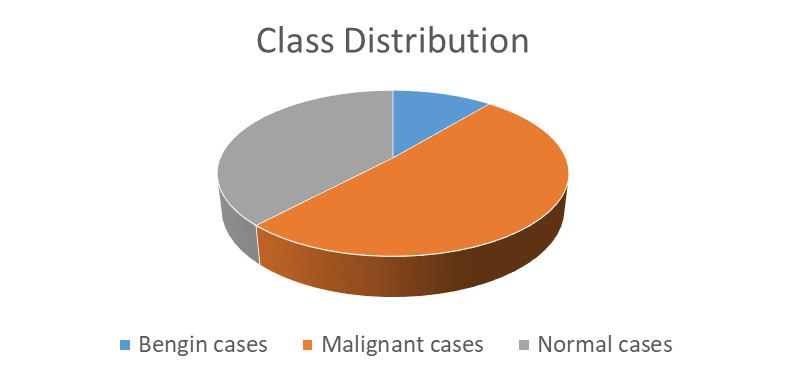 Class Distribution
Bengin cases Malignant cases Normal cases